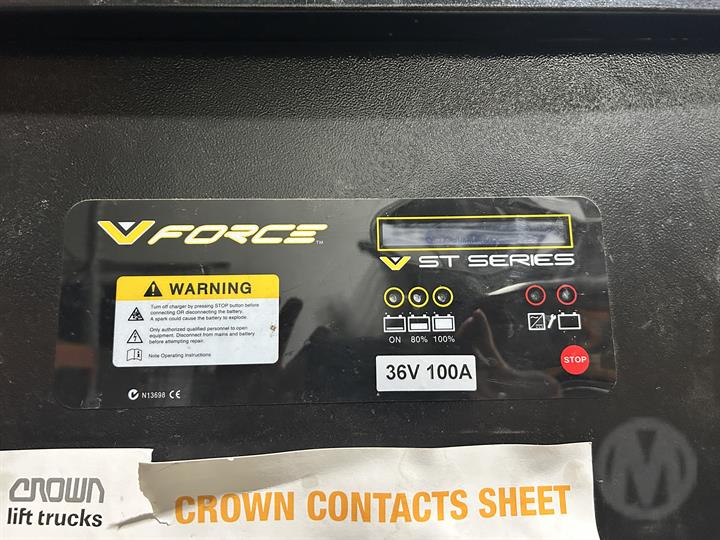 V FORCE™
V ST SERIES
WARNING
Turn off charger by pressing STOP button before
connecting OR disconnecting the battery.
A spark could cause the battery to explode.
Only authorized qualified personnel to open
equipment. Disconnect from mains and battery
before attempting repair.
Note Operating Instructions
ON 80% 100%
STOP
36V 100A
N13698 CE
CROWN
lift trucks
CROWN CONTACTS SHEET
M